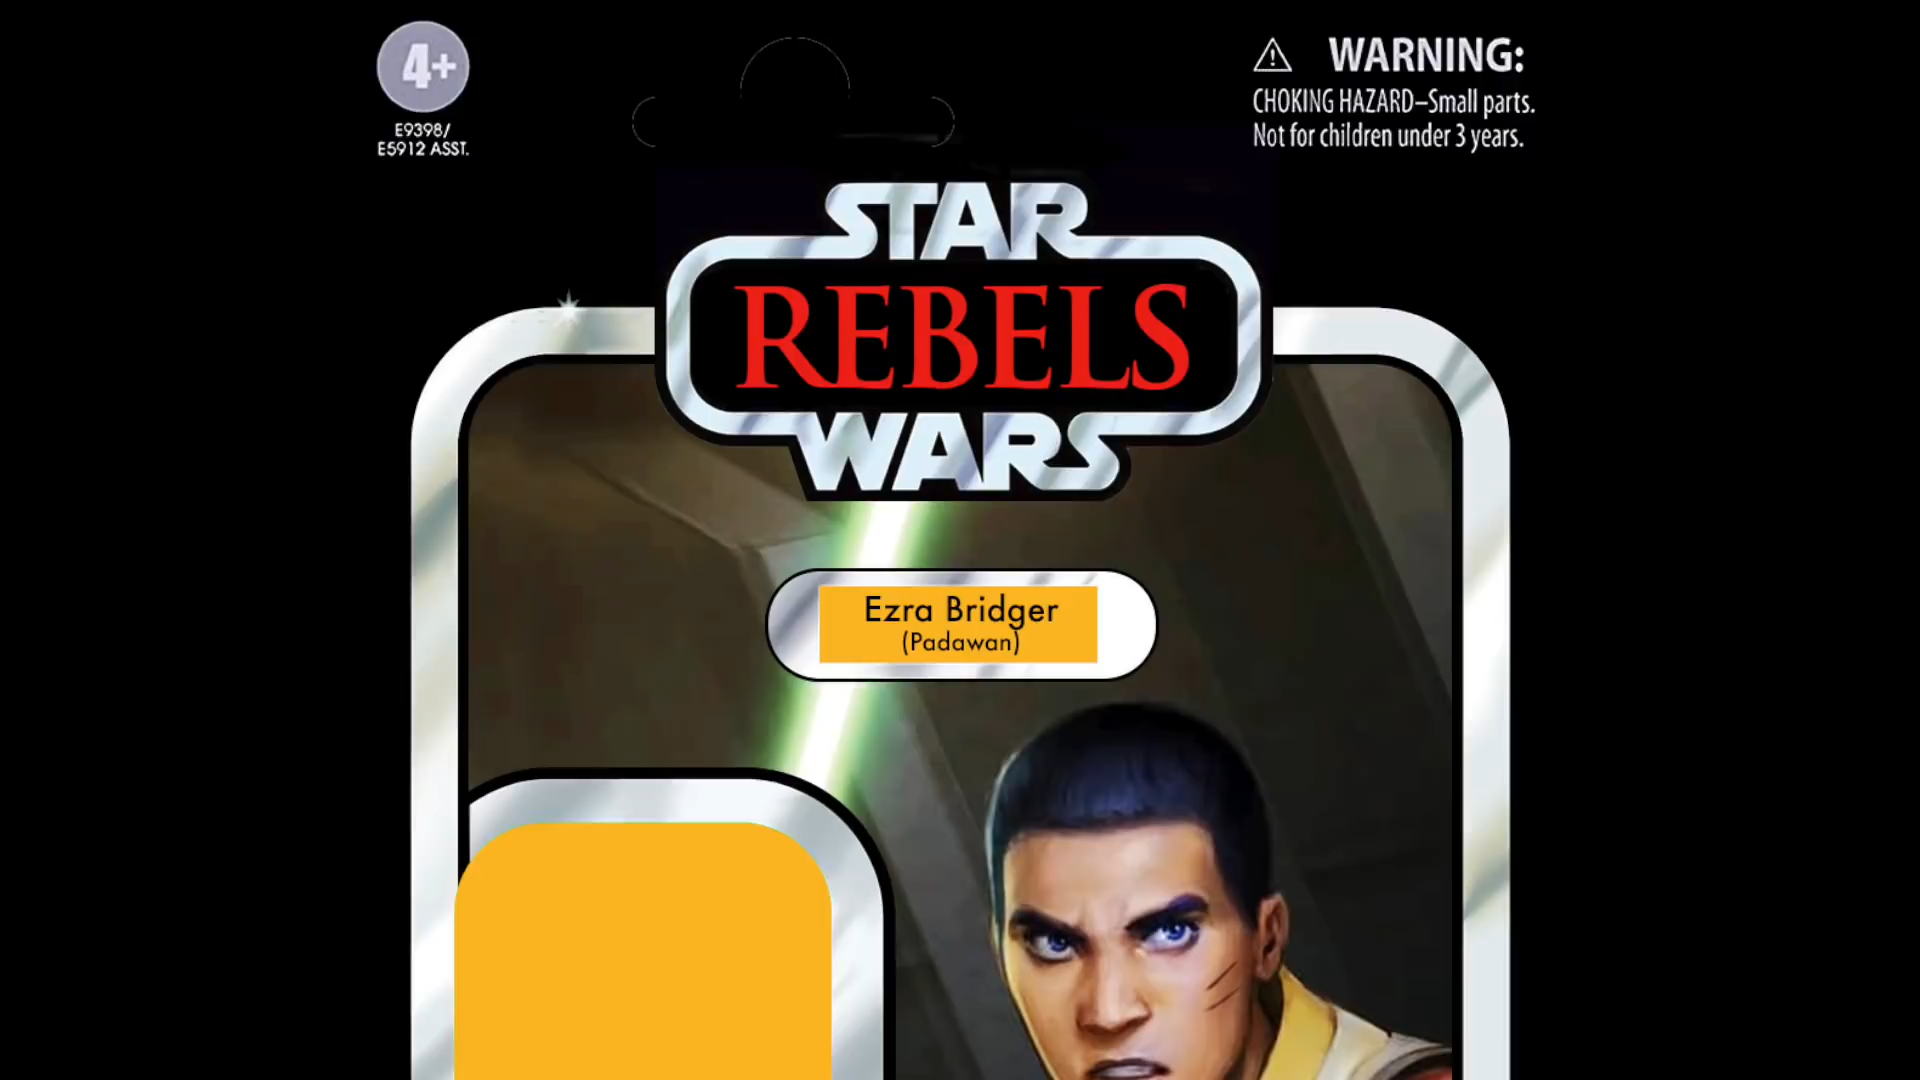 4+
E9398/
E5912 ASST.
WARNING:
CHOKING HAZARD–Small parts.
Not for children under 3 years.
STAR
REBELS
WARS
Ezra Bridger
(Padawan)